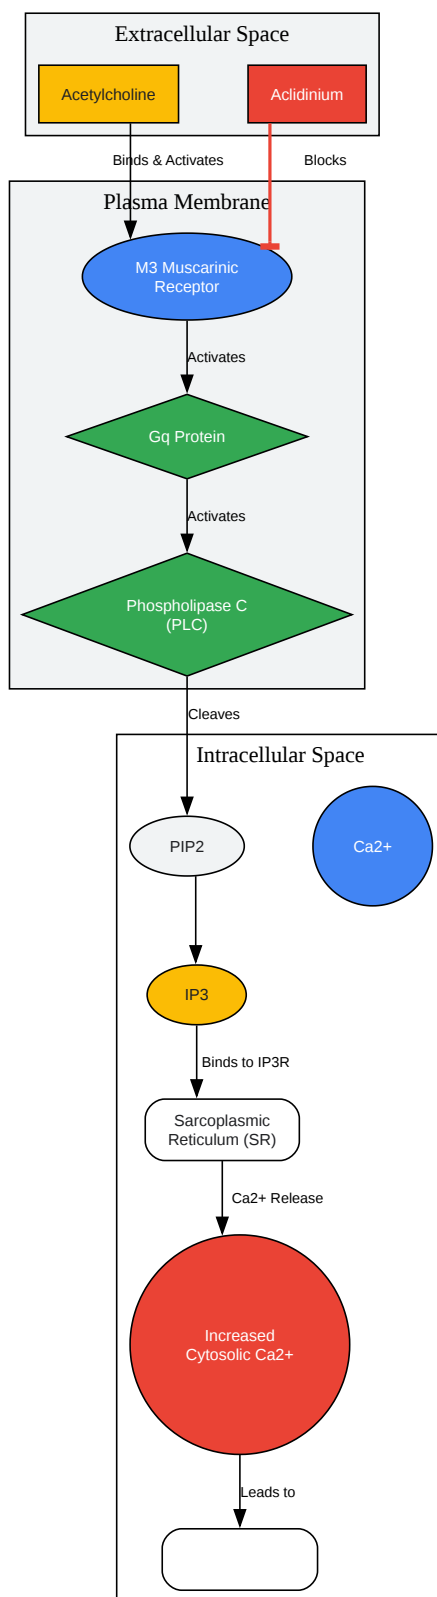 Extracellular Space
Acetylcholine
Aclidinium
Binds & Activates
Blocks
Plasma Membrane
M3 Muscarinic
Receptor
Activates
Gq Protein
Activates
Phospholipase C
(PLC)
Cleaves
Intracellular Space
PIP2
Ca2+
IP3
Binds to IP3R
Sarcoplasmic
Reticulum (SR)
Ca2+ Release
Increased
Cytosolic Ca2+
Leads to